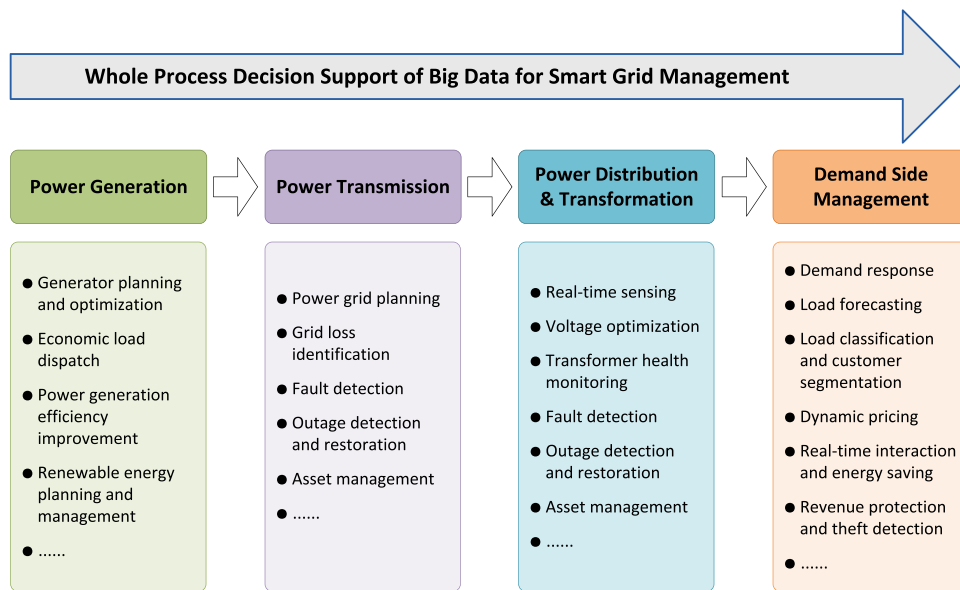 Whole Process Decision Support of Big Data for Smart Grid Management
Power Generation
Power Transmission
Power Distribution
& Transformation
Demand Side
Management
● Generator planning
and optimization
● Economic load
dispatch
● Power generation
efficiency
improvement
● Renewable energy
planning and
management
● ......
● Power grid planning
● Grid loss
identification
● Fault detection
● Outage detection
and restoration
● Asset management
● ......
● Real-time sensing
● Voltage optimization
● Transformer health
monitoring
● Fault detection
● Outage detection
and restoration
● Asset management
● ......
● Demand response
● Load forecasting
● Load classification
and customer
segmentation
● Dynamic pricing
● Real-time interaction
and energy saving
● Revenue protection
and theft detection
● ......